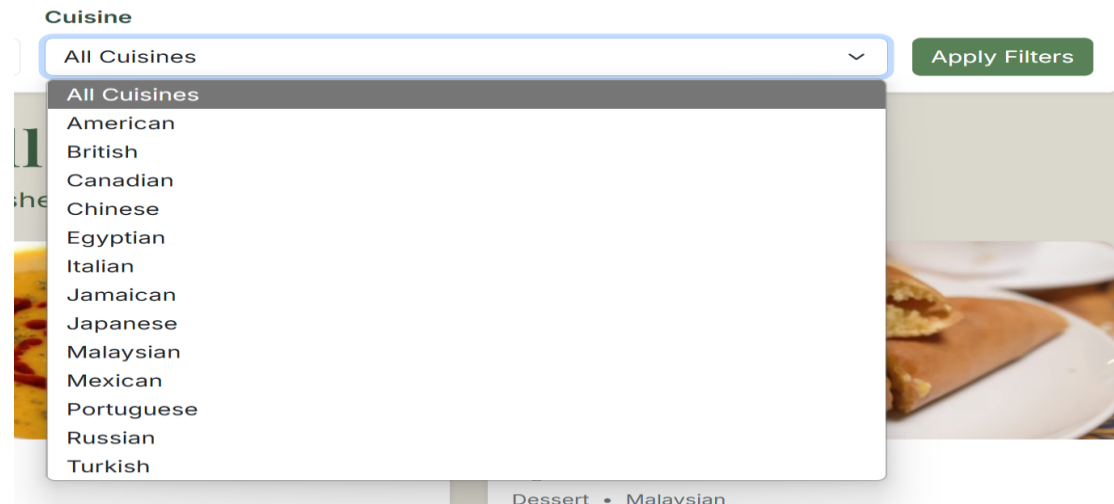 Cuisine
All Cuisines
Apply Filters
All Cuisines
American
British
Canadian
Chinese
Egyptian
Italian
Jamaican
Japanese
Malaysian
Mexican
Portuguese
Russian
Turkish
Dessert • Malaysian